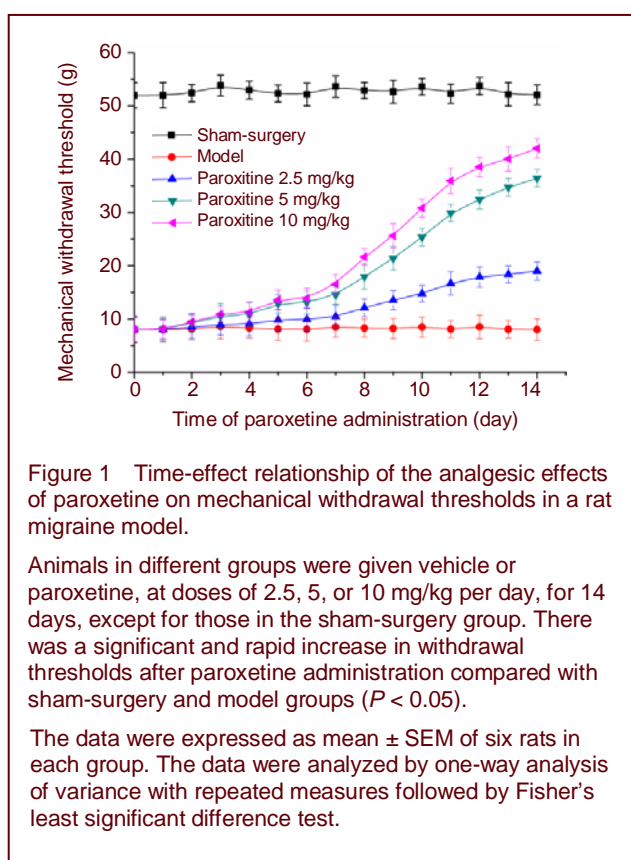 60
50
40
30
20
10
0
Mechanical withdrawal threshold (g)
Sham-surgery
Model
Paroxitine 2.5 mg/kg
Paroxitine 5 mg/kg
Paroxitine 10 mg/kg
0 2 4 6 8 10 12 14
Time of paroxetine administration (day)
Figure 1 Time-effect relationship of the analgesic effects
of paroxetine on mechanical withdrawal thresholds in a rat
migraine model.
Animals in different groups were given vehicle or
paroxetine, at doses of 2.5, 5, or 10 mg/kg per day, for 14
days, except for those in the sham-surgery group. There
was a significant and rapid increase in withdrawal
thresholds after paroxetine administration compared with
sham-surgery and model groups (P < 0.05).
The data were expressed as mean ± SEM of six rats in
each group. The data were analyzed by one-way analysis
of variance with repeated measures followed by Fisher's
least significant difference test.